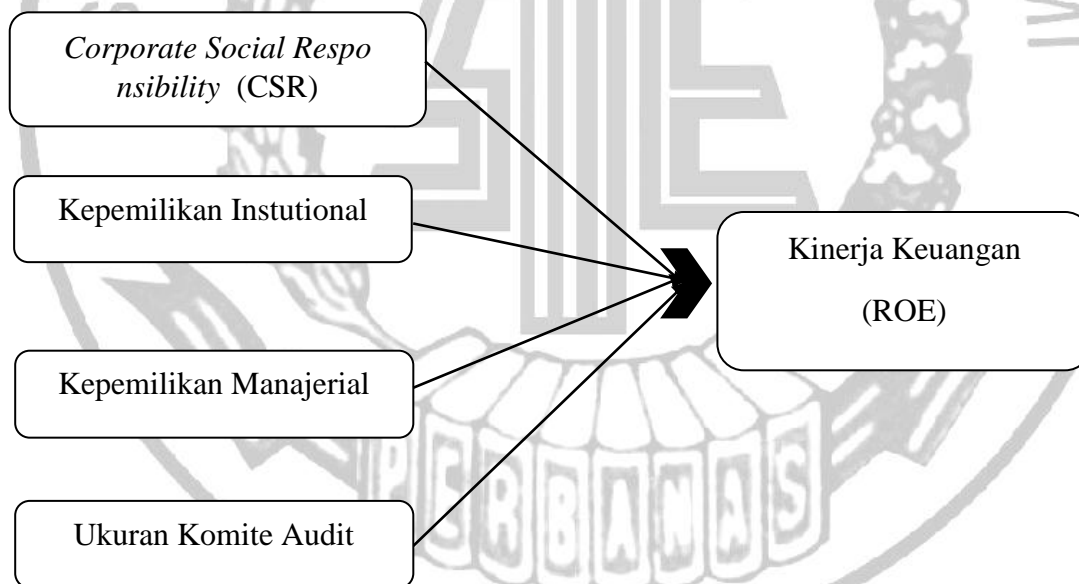 Corporate Social Respo
nsibility (CSR)
Kepemilikan Instutional
Kinerja Keuangan
(ROE)
Kepemilikan Manajerial
Ukuran Komite Audit
PERBANAS